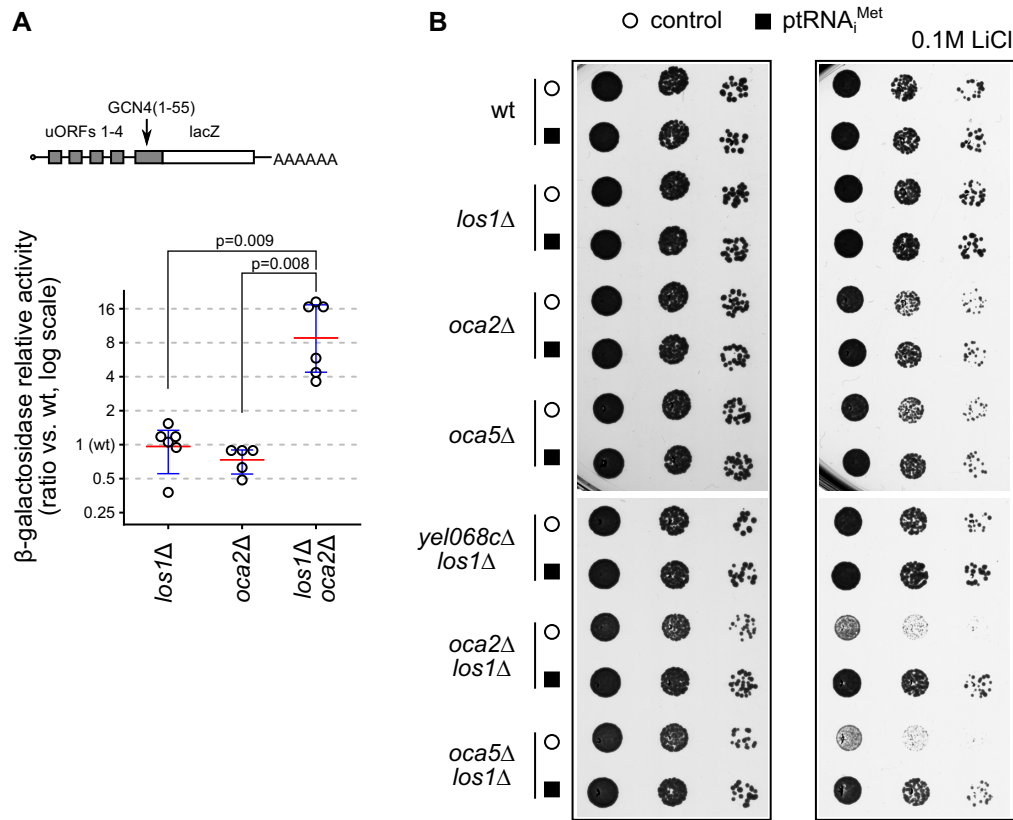 A
GCN4(1-55)
uORFs 1-4
lacZ
AAAAAA
p=0.009
p=0.008
β-galactosidase relative activity
(ratio vs. wt, log scale)
16
8
4
2
1 (wt)
0.5
0.25
los1Δ
oca2Δ
los1Δ
oca2Δ
B
control
ptRNAiMet
0.1M LiCl
wt
los1Δ
oca2Δ
oca5Δ
yel068cΔ
los1Δ
oca2Δ
los1Δ
oca5Δ
los1Δ